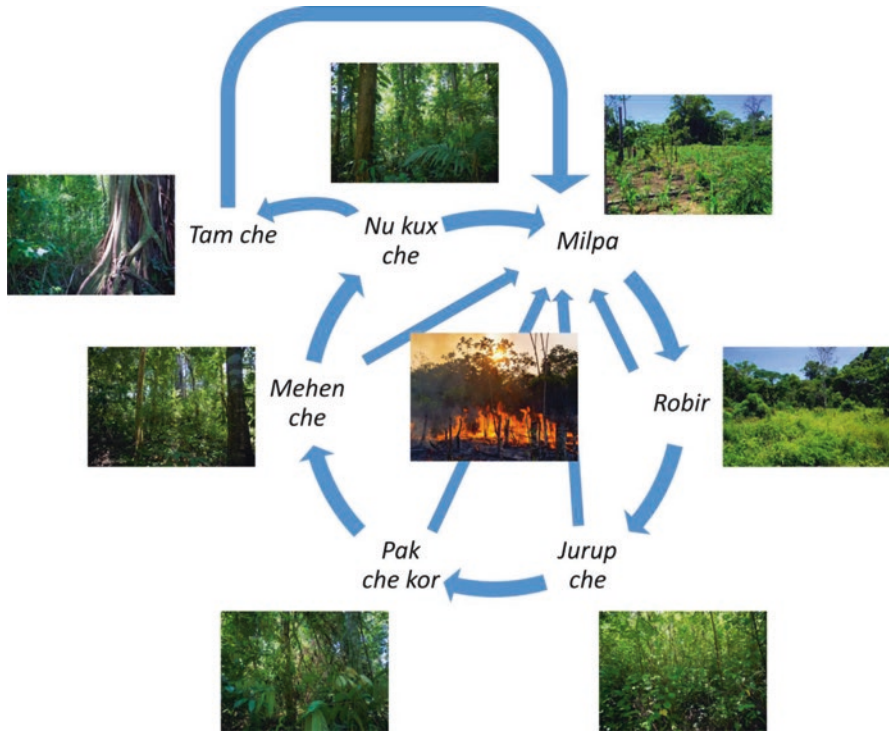 Tam che
Nu kux
che
Milpa
Mehen
che
Robir
Pak
che kor
Jurup
che